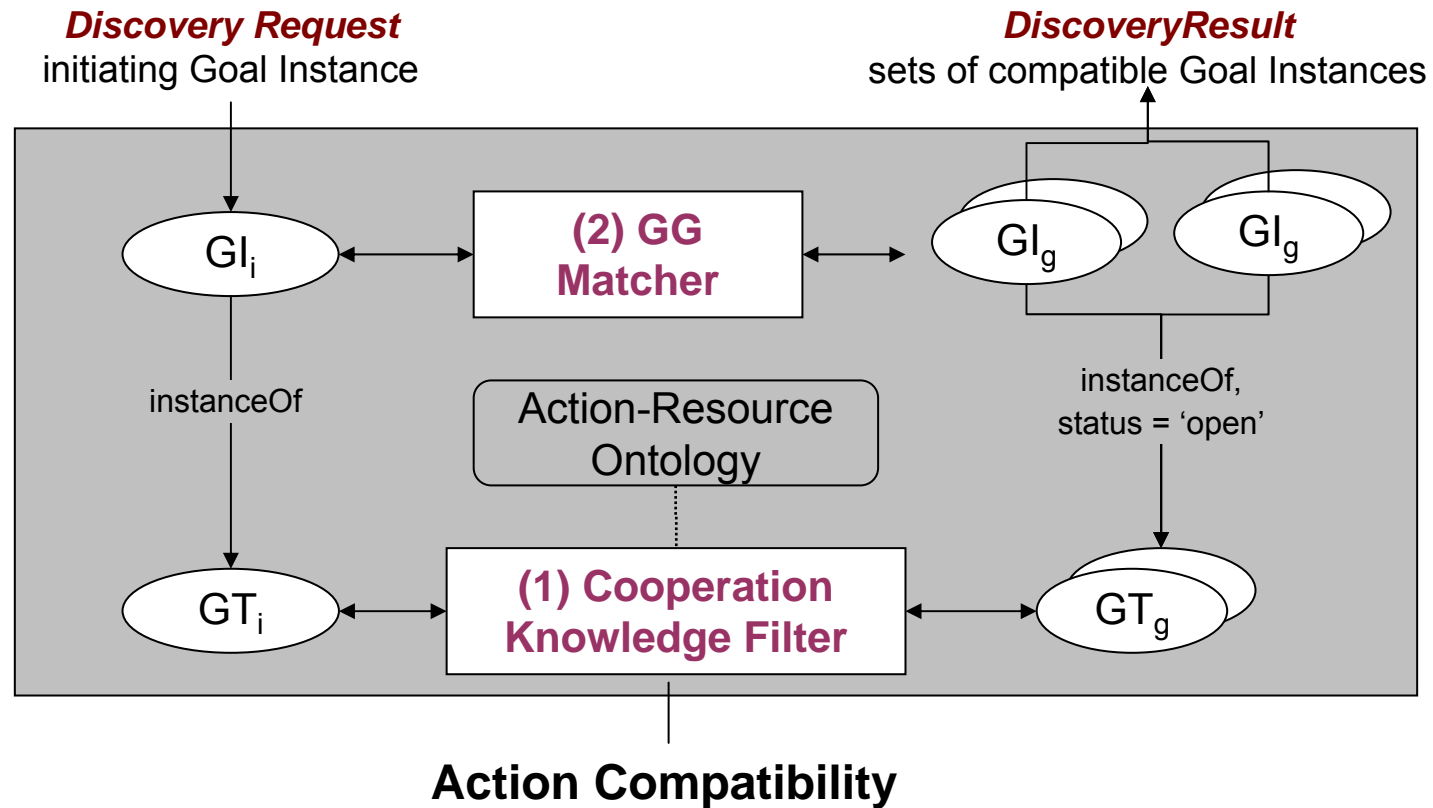 Discovery Request
initiating Goal Instance
DiscoveryResult
sets of compatible Goal Instances
GIi
(2) GG
Matcher
GIg
GIg
instanceOf
Action-Resource
Ontology
instanceOf,
status = ‘open’
GTi
(1) Cooperation
Knowledge Filter
GTg
Action Compatibility